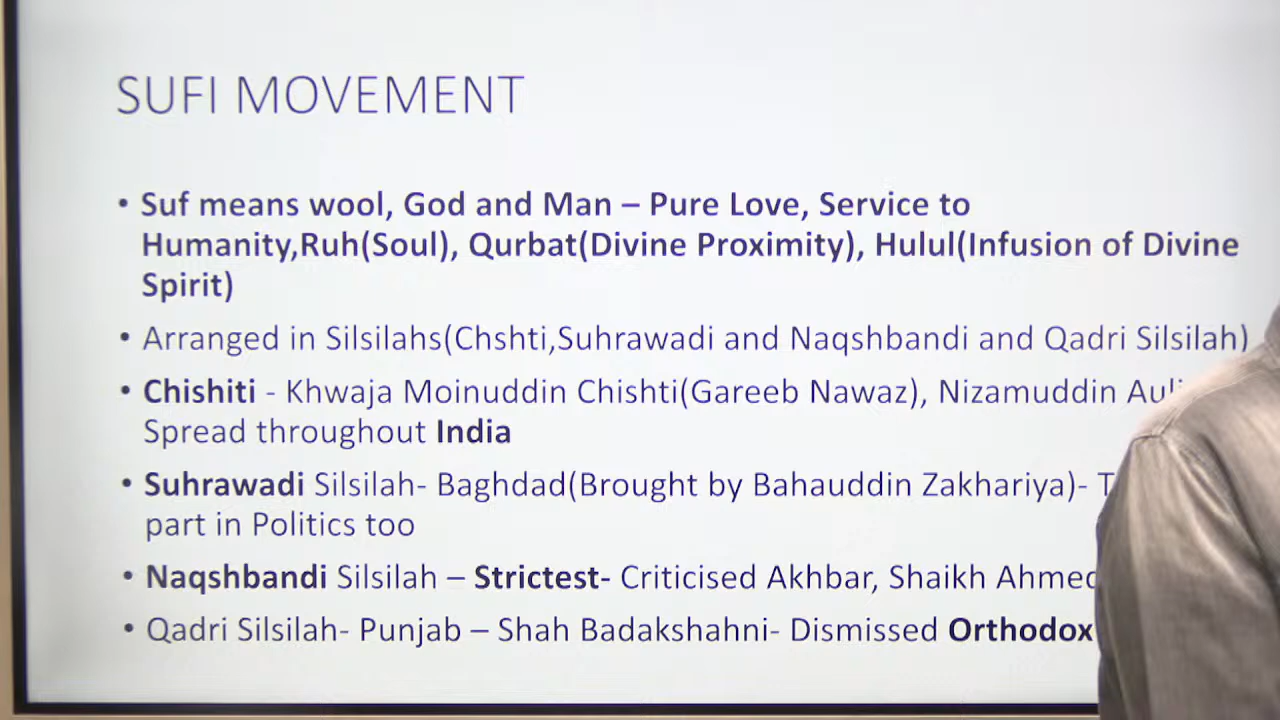 SUFI MOVEMENT
• Suf means wool, God and Man – Pure Love, Service to
Humanity,Ruh(Soul), Qurbat(Divine Proximity), Hulul(Infusion of Divine
Spirit)
• Arranged in Silsilahs(Chshti,Suhrawadi and Naqshbandi and Qadri Silsilah)
• Chishiti - Khwaja Moinuddin Chishti(Gareeb Nawaz), Nizamuddin
Spread throughout India
• Suhrawadi Silsilah- Baghdad(Brought by Bahauddin Zakhariya)-
part in Politics too
• Naqshbandi Silsilah – Strictest- Criticised Akhbar, Shaikh Ahmed
• Qadri Silsilah- Punjab – Shah Badakshahni- Dismissed Orthodox